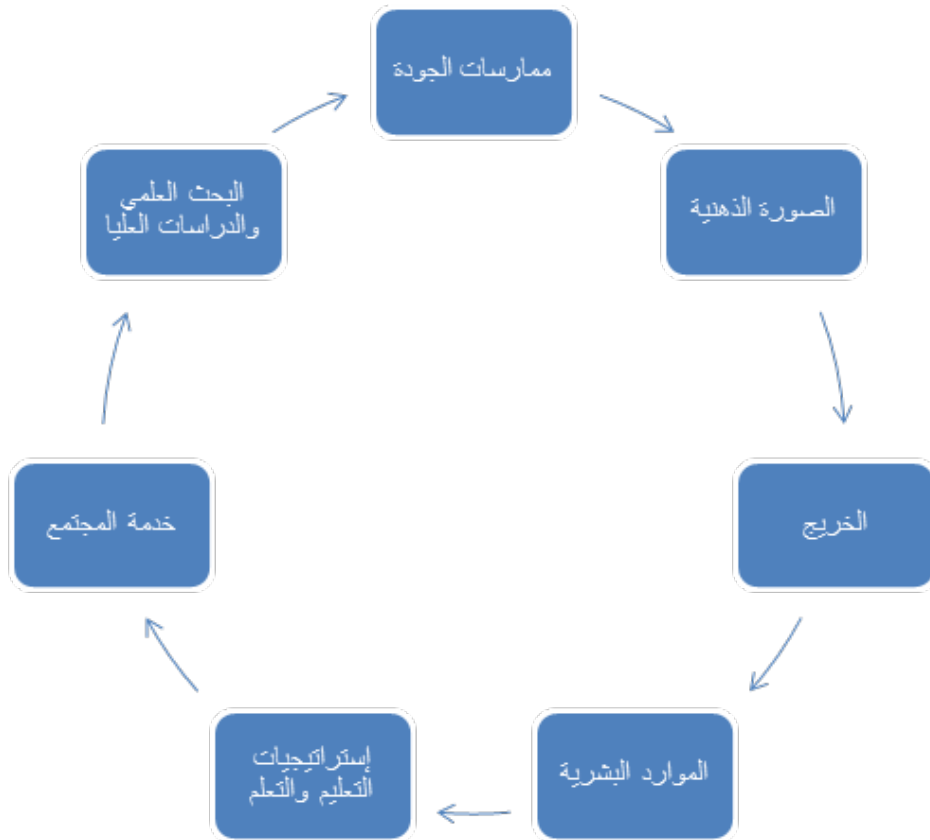 ممارسات الجودة
الصورة الذهنية
الخريج
الموارد البشرية
إستراتيجيات
التعليم والتعلم
خدمة المجتمع
البحث العلمي
والدراسات العليا